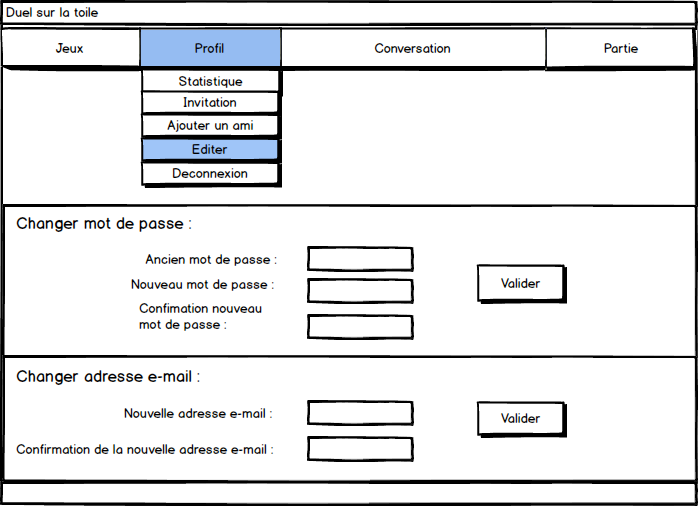 Duel sur la toile
Jeux Profil Conversation Partie
Statistique
Invitation
Ajouter un ami
Editer
Deconnexion
Changer mot de passe :
Ancien mot de passe :
Nouveau mot de passe :
Valider
Confimation nouveau
mot de passe :
Changer adresse e-mail :
Nouvelle adresse e-mail :
Valider
Confirmation de la nouvelle adresse e-mail :